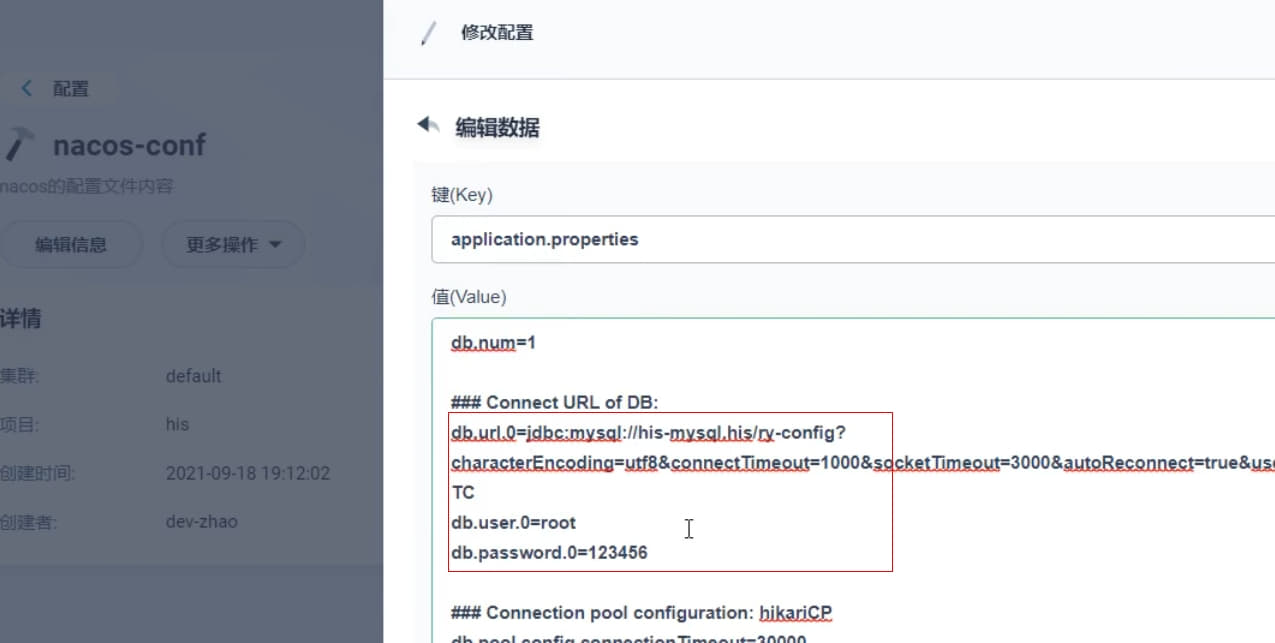 配置
nacos-conf
nacos的配置文件内容
编辑信息
更多操作
详情
集群:
default
项目:
his
创建时间:
2021-09-18 19:12:02
创建者:
dev-zhao
修改配置
编辑数据
键(Key)
application.properties
值(Value)
db.num=1
### Connect URL of DB:
db.url.0=jdbc:mysql://his-mysql.his/ry-config?
characterEncoding=utf8&connectTimeout=1000&socketTimeout=3000&autoReconnect=true&use
TC
db.user.0=root
db.password.0=123456
### Connection pool configuration: hikariCP
db.pool.config.connectionTimeout=30000